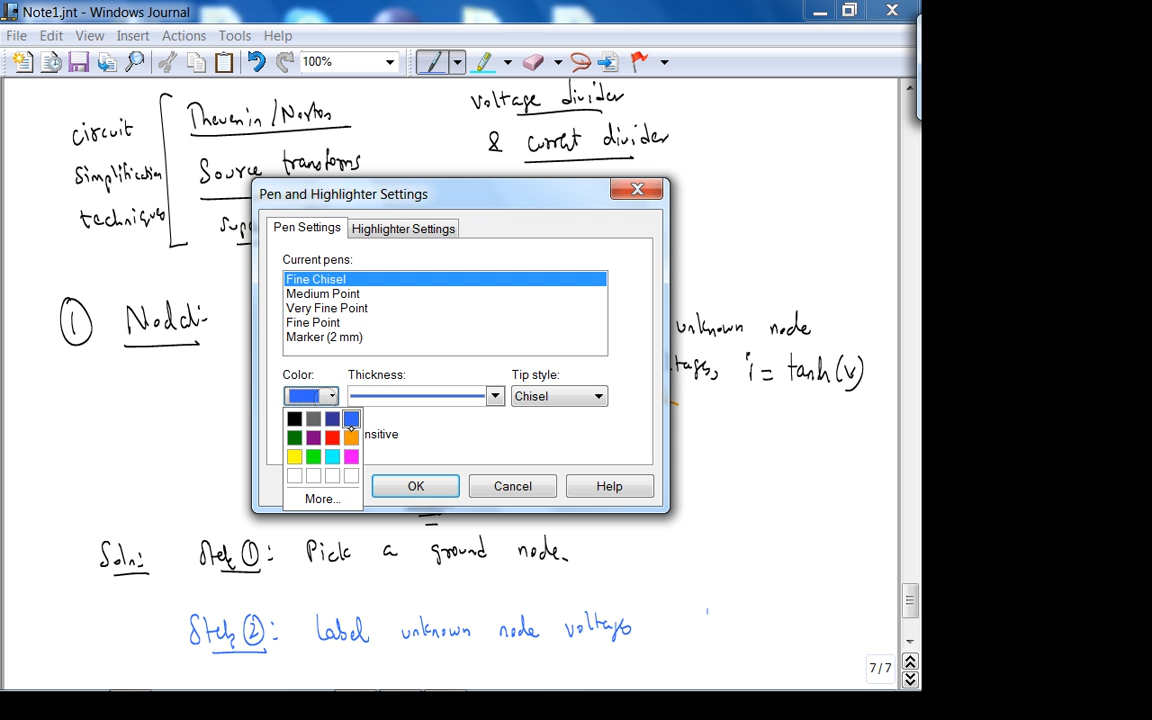 Note1.jnt - Windows Journal
File Edit View Insert Actions Tools Help
100%
circuit
simplification
techniques
Thevenin/Norton
Source transforms
Supe
voltage divider
& current divider
Pen and Highlighter Settings
Pen Settings Highlighter Settings
Current pens:
Fine Chisel
Medium Point
Very Fine Point
Fine Point
Marker (2 mm)
Color: Thickness: Tip style:
Chisel
nsitive
More...
OK Cancel Help
① Nodal:
unknown node
tages, i = tanh(v)
Soln: Step ①: Pick a ground node.
Step ②: Label unknown node voltages
7/7